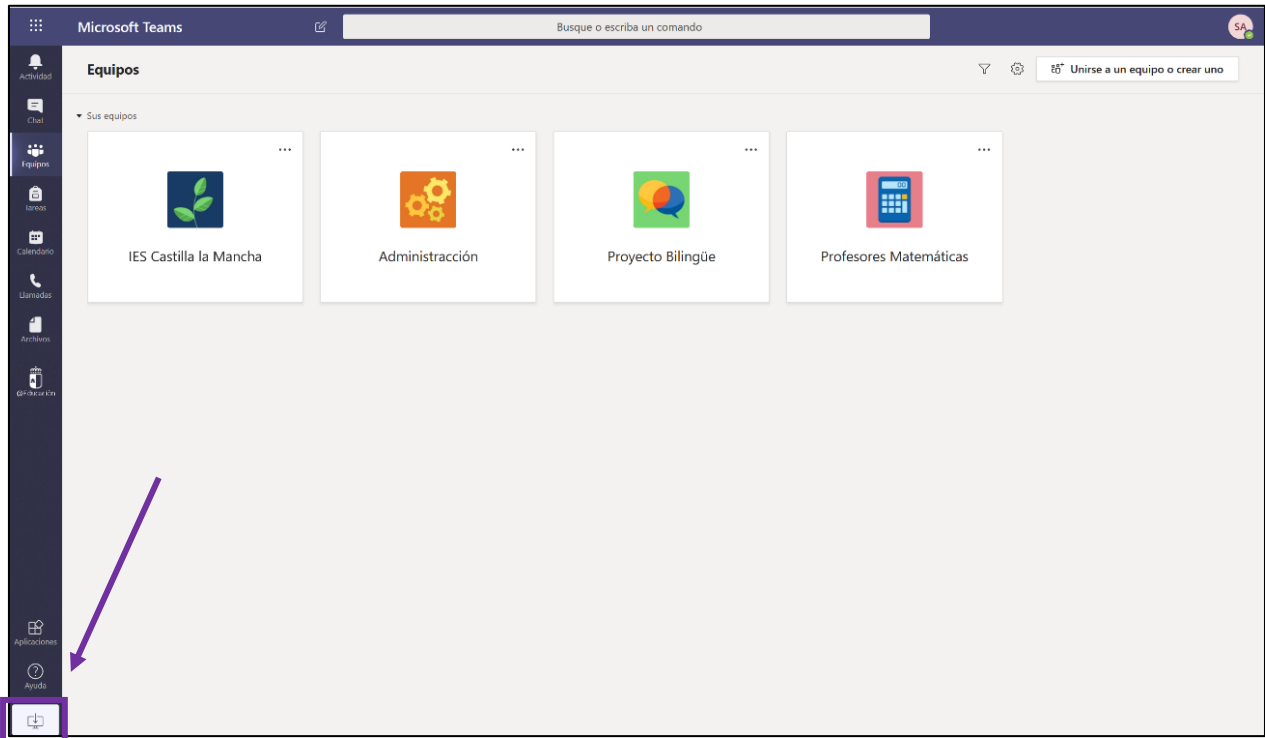 Microsoft Teams
Busque o escriba un comando
SA
Actividad
Chat
Equipos
Tareas
Calendario
Llamadas
Archivos
@Educación
Aplicaciones
Ayuda
Equipos
Unirse a un equipo o crear uno
Sus equipos
IES Castilla la Mancha
Administracción
Proyecto Bilingüe
Profesores Matemáticas